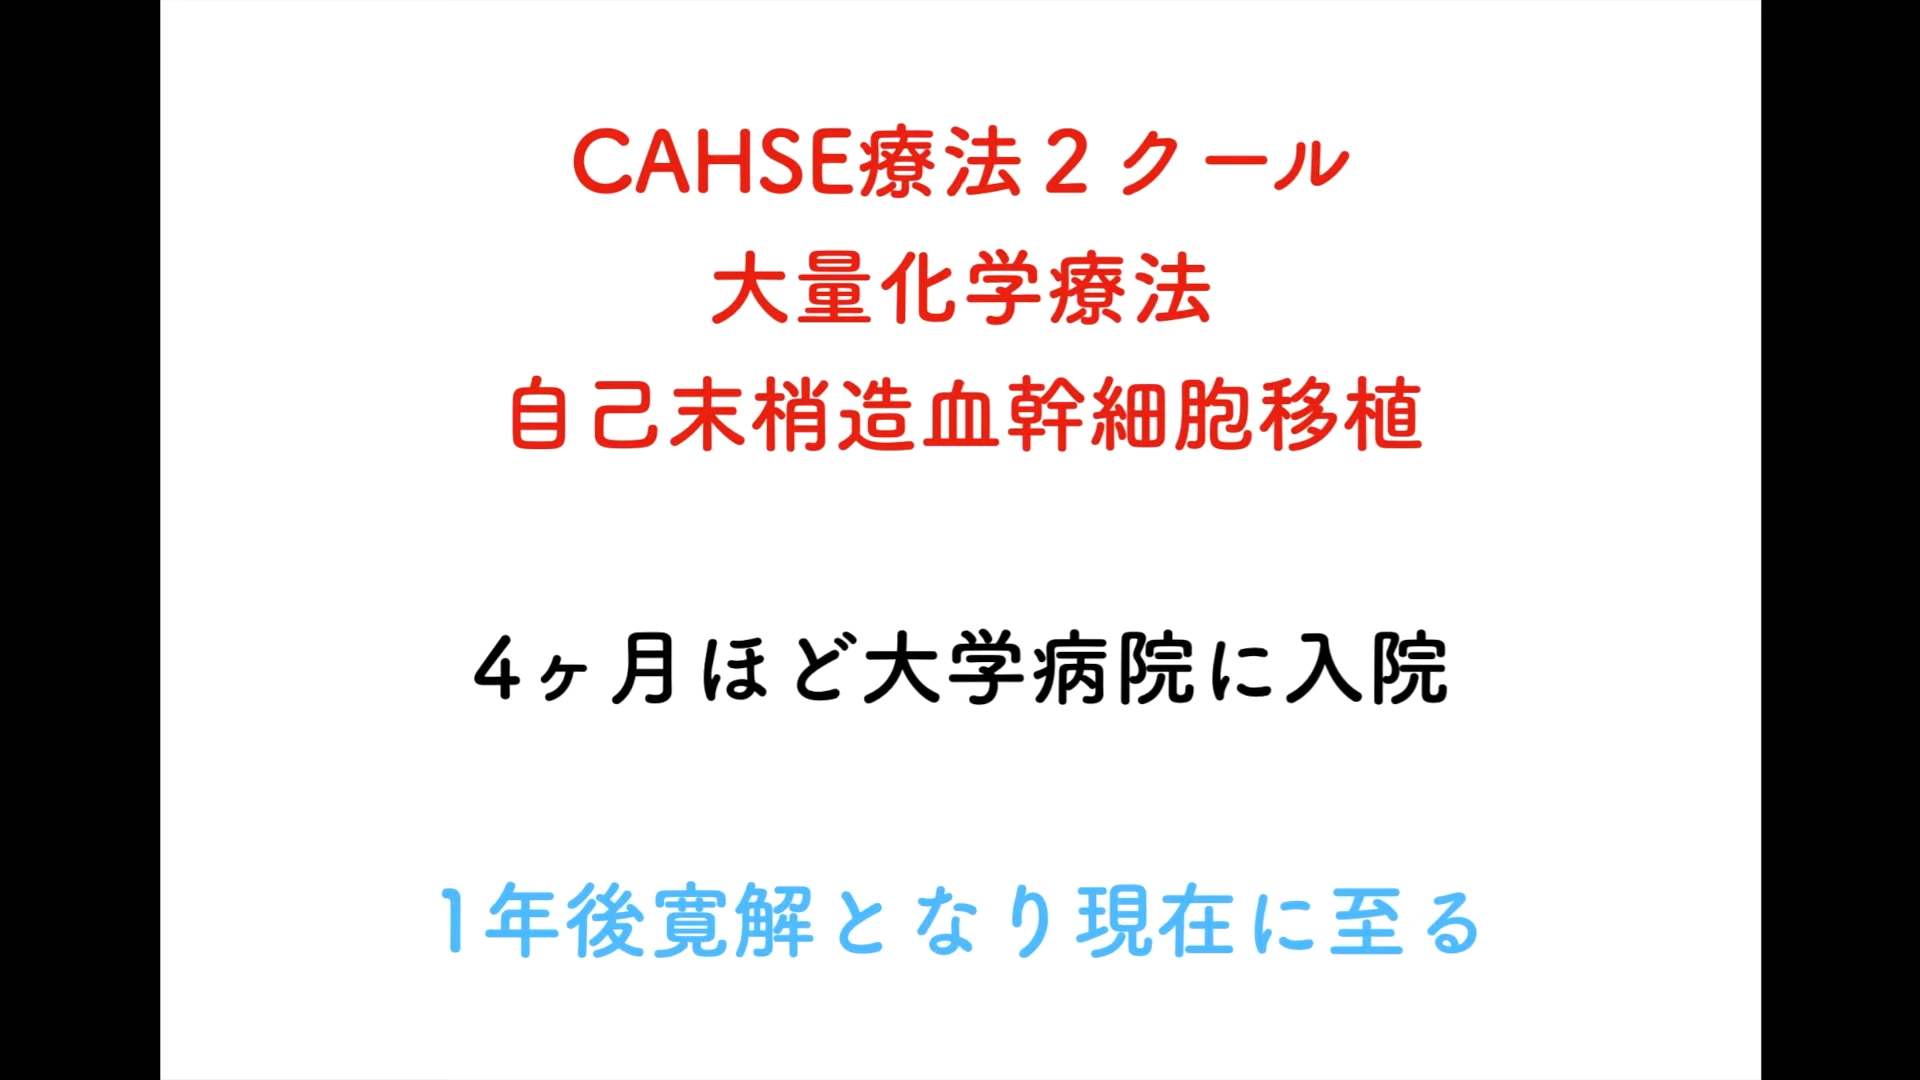 CAHSE療法２クール
大量化学療法
自己末梢造血幹細胞移植
4ヶ月ほど大学病院に入院
1年後寛解となり現在に至る